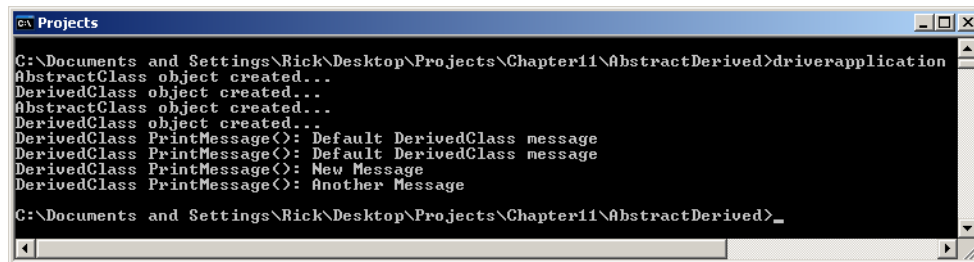 Projects
C:\Documents and Settings\Rick\Desktop\Projects\Chapter11\AbstractDerived>driverapplication
AbstractClass object created...
DerivedClass object created...
AbstractClass object created...
DerivedClass object created...
DerivedClass PrintMessage(): Default DerivedClass message
DerivedClass PrintMessage(): Default DerivedClass message
DerivedClass PrintMessage(): New Message
DerivedClass PrintMessage(): Another Message
C:\Documents and Settings\Rick\Desktop\Projects\Chapter11\AbstractDerived>_